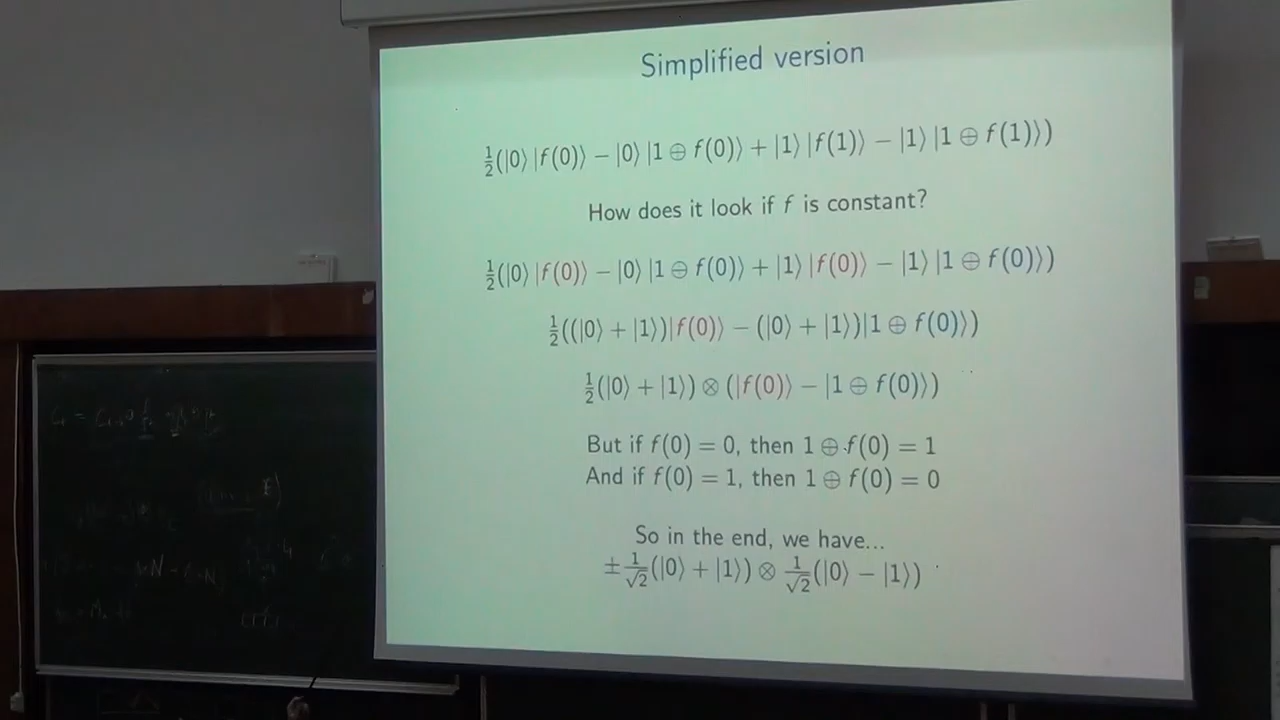 Simplified version
½(|0⟩ |f(0)⟩ − |0⟩ |1 ⊕ f(0)⟩ + |1⟩ |f(1)⟩ − |1⟩ |1 ⊕ f(1)⟩)
How does it look if f is constant?
½(|0⟩ |f(0)⟩ − |0⟩ |1 ⊕ f(0)⟩ + |1⟩ |f(0)⟩ − |1⟩ |1 ⊕ f(0)⟩)
½((|0⟩ + |1⟩)|f(0)⟩ − (|0⟩ + |1⟩)|1 ⊕ f(0)⟩)
½(|0⟩ + |1⟩) ⊗ (|f(0)⟩ − |1 ⊕ f(0)⟩)
But if f(0) = 0, then 1 ⊕ f(0) = 1
And if f(0) = 1, then 1 ⊕ f(0) = 0
So in the end, we have...
± 1/√2 (|0⟩ + |1⟩) ⊗ 1/√2 (|0⟩ − |1⟩)